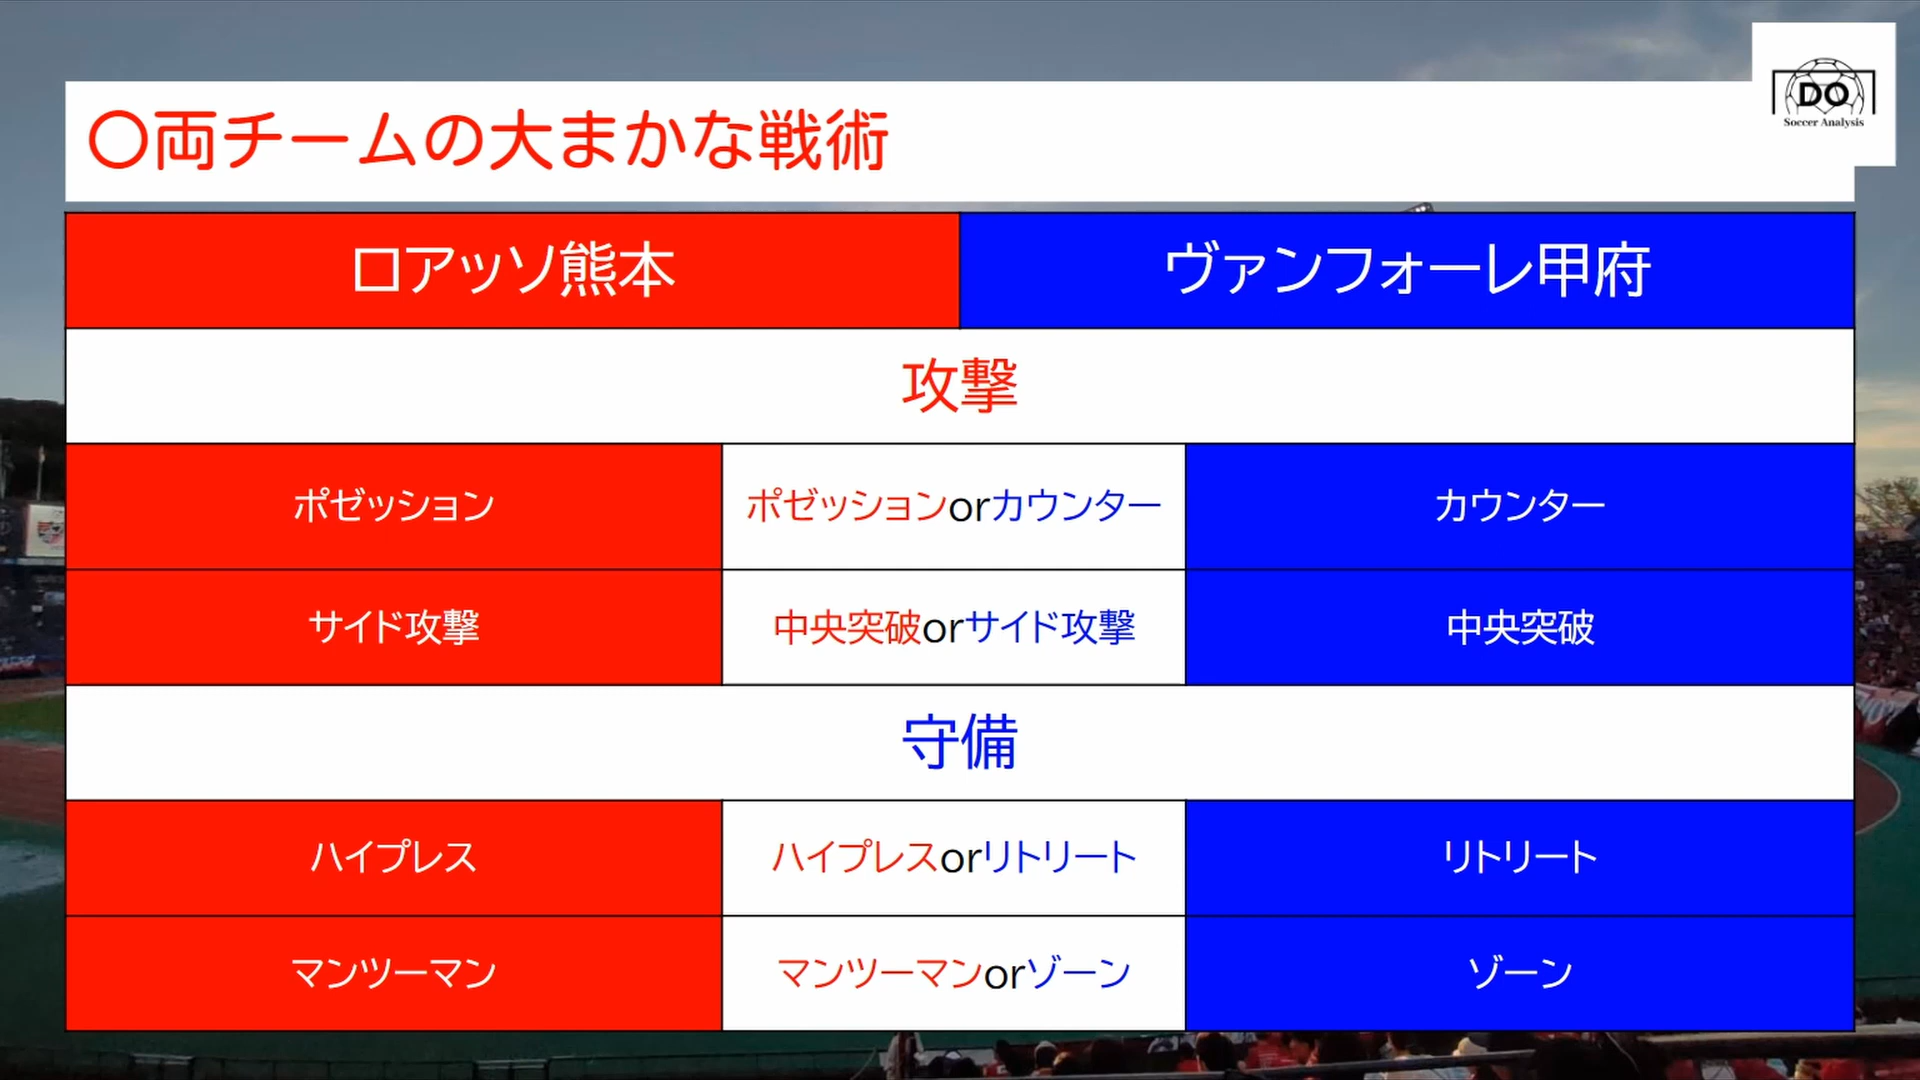 〇両チームの大まかな戦術
DO
Soccer Analysis
ロアッソ熊本
ヴァンフォーレ甲府
攻撃
ポゼッション
ポゼッションorカウンター
カウンター
サイド攻撃
中央突破orサイド攻撃
中央突破
守備
ハイプレス
ハイプレスorリトリート
リトリート
マンツーマン
マンツーマンorゾーン
ゾーン